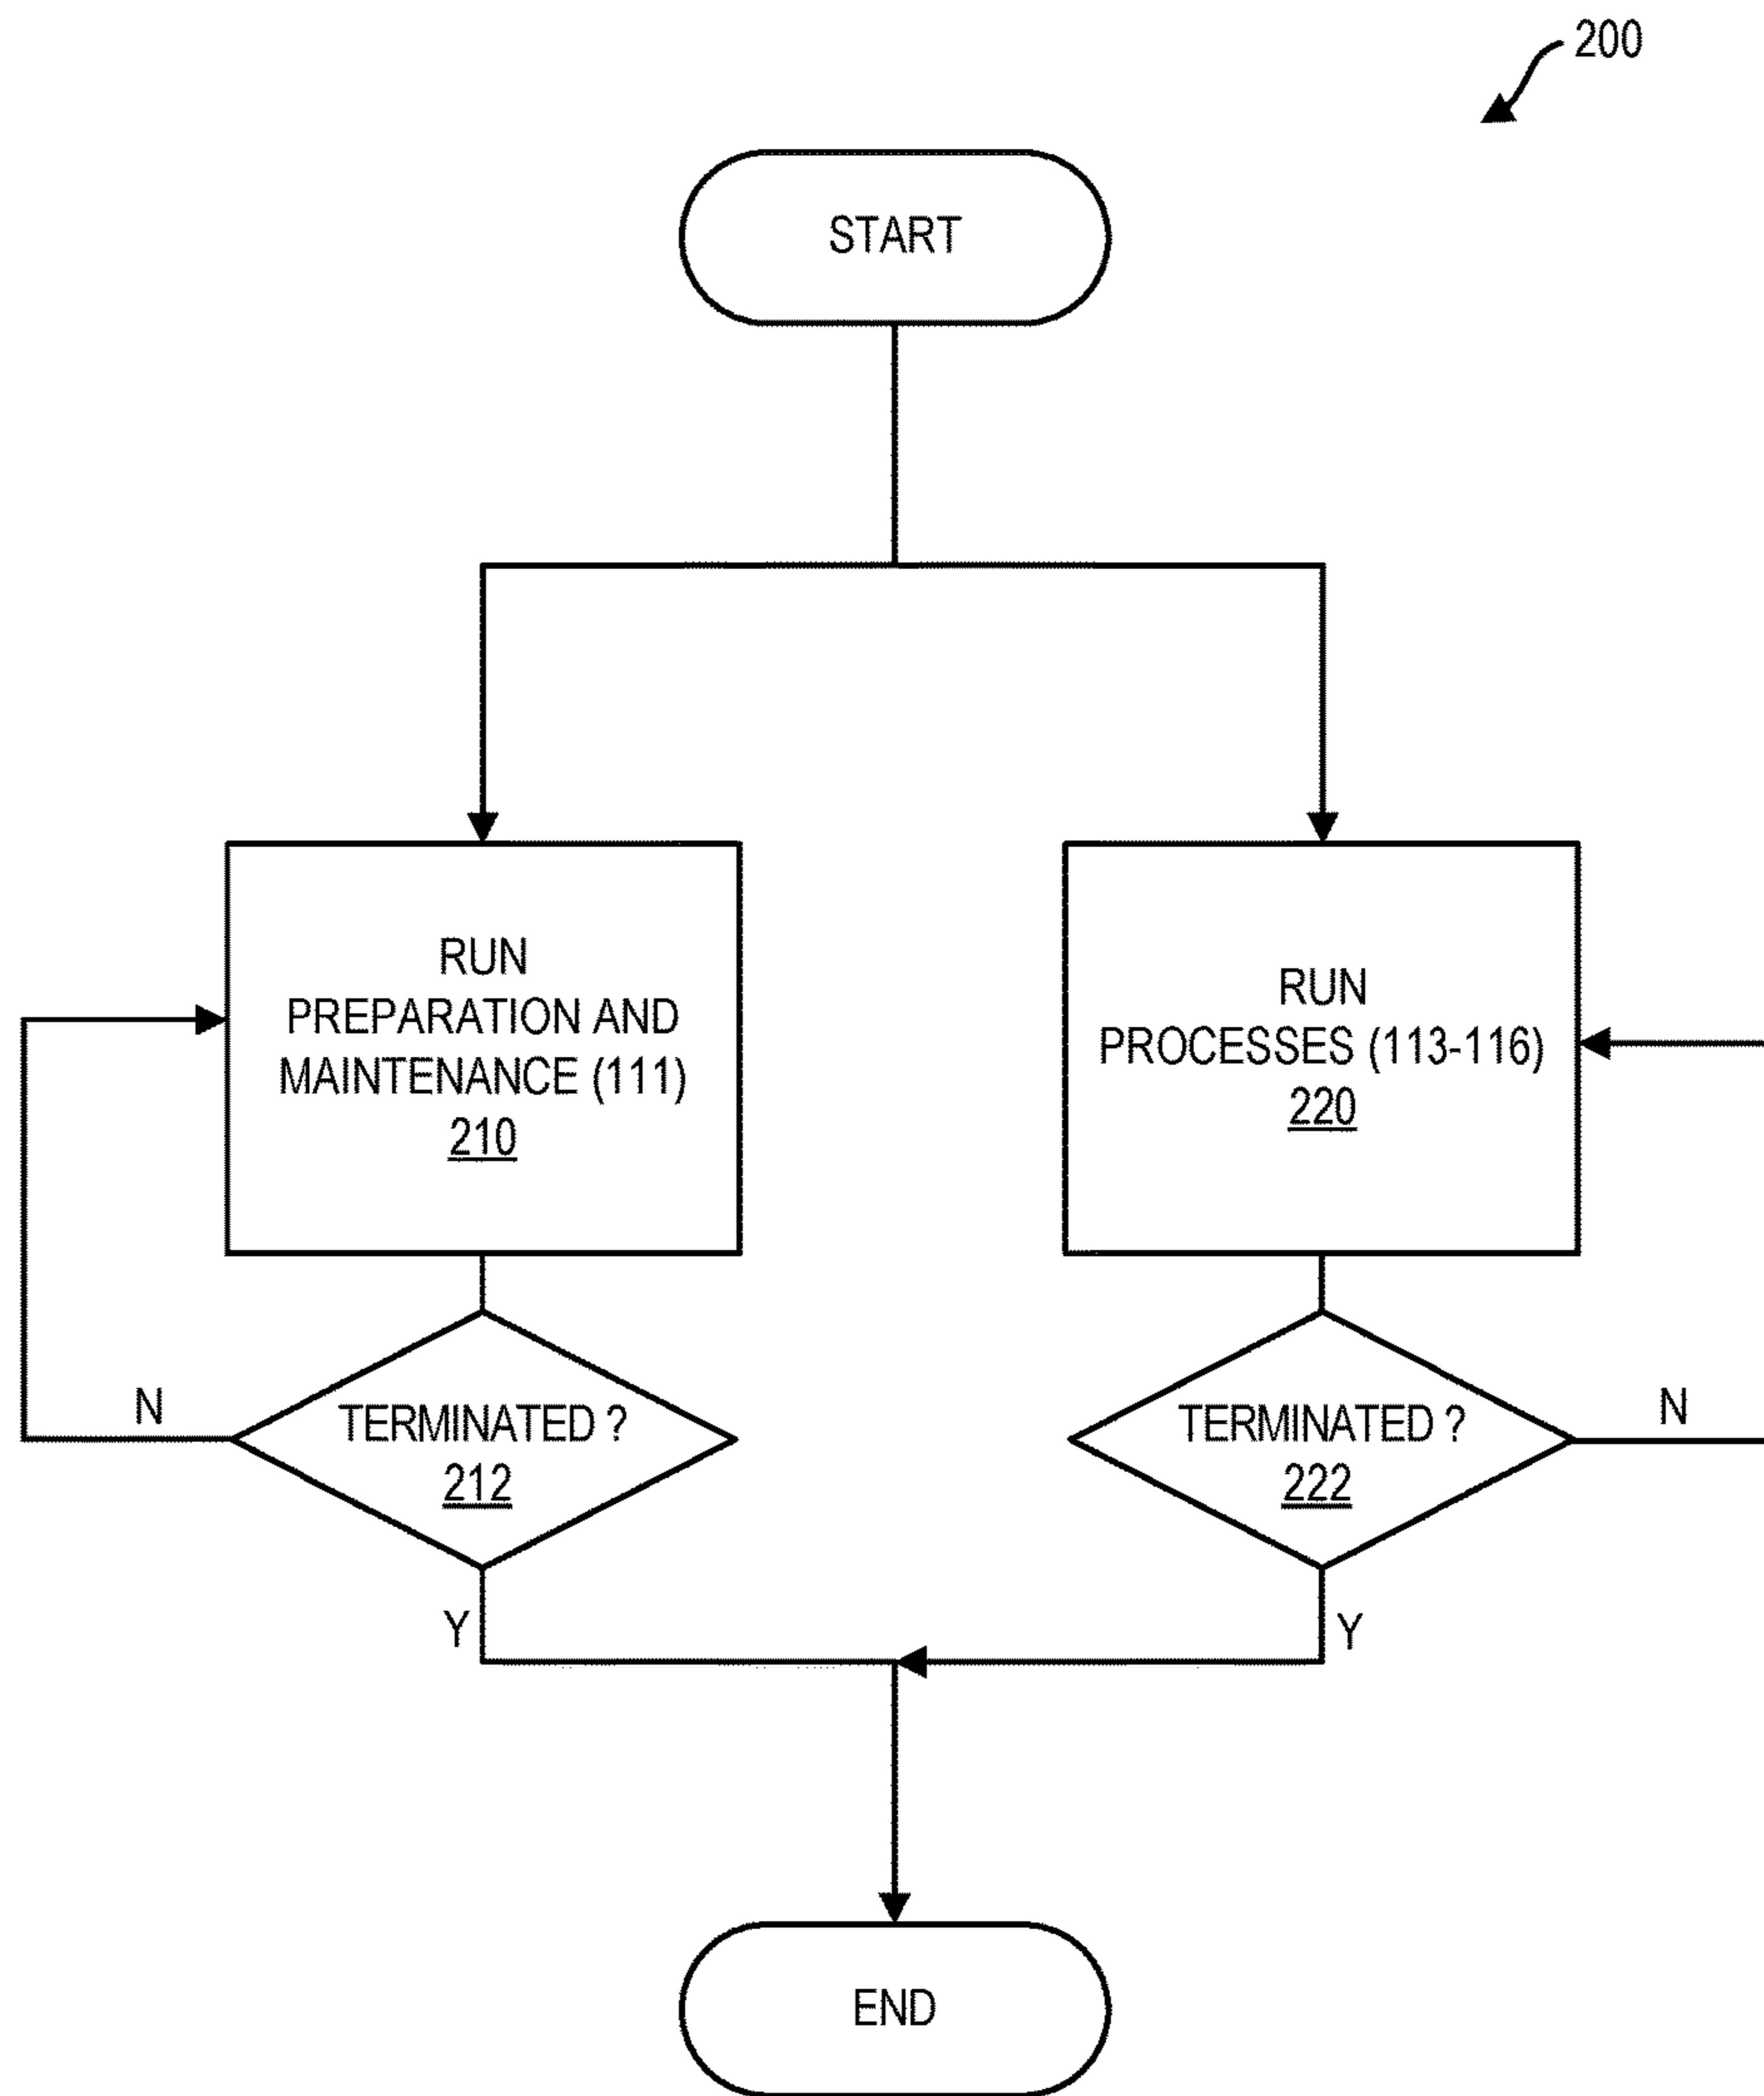 200
START
RUN
PREPARATION AND
MAINTENANCE (111)
210
RUN
PROCESSES (113-116)
220
N
TERMINATED ?
212
TERMINATED ?
222
N
Y
Y
END